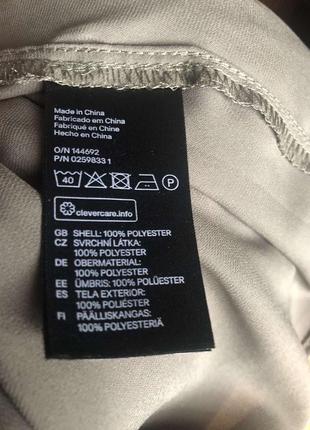 Made in China
Fabricado em China
Fabriqué en Chine
Hecho en China
O/N 144692
P/N 0259833 1
40 P
clevercare.info
GB SHELL: 100% POLYESTER
CZ SVRCHNÍ LÁTKA:
100% POLYESTER
DE OBERMATERIAL:
100% POLYESTER
EE ÜMBRIS: 100% POLÜESTER
ES TELA EXTERIOR:
100% POLIÉSTER
FI PÄÄLLISKANGAS:
100% POLYESTERIÄ